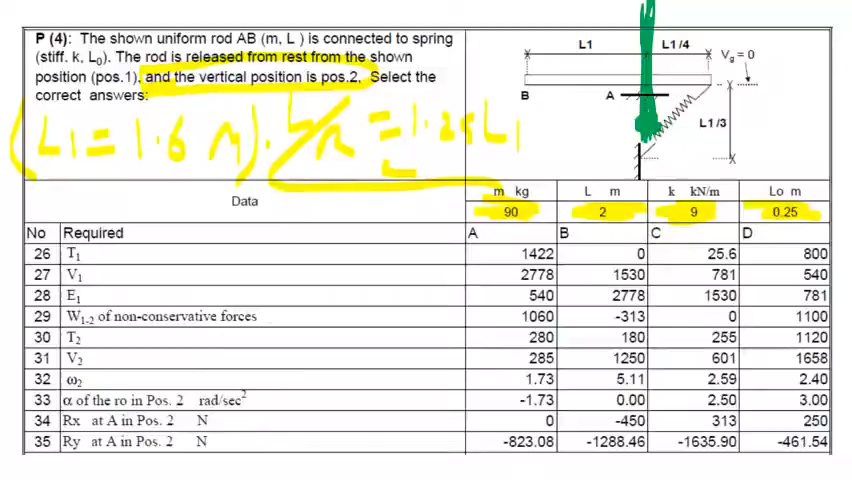 P (4): The shown uniform rod AB (m, L ) is connected to spring
(stiff. k, L0). The rod is released from rest from the shown
position (pos.1), and the vertical position is pos.2, Select the
correct answers:
L1
L1 /4
Vg = 0
B
A
L1/3
(L1 = 1.6 m).
= 1.25 L1
Data
m kg
L m
k kN/m
Lo m
90
2
9
0.25
No Required A B C D
26 T1 1422 0 25.6 800
27 V1 2778 1530 781 540
28 E1 540 2778 1530 781
29 W1-2 of non-conservative forces 1060 -313 0 1100
30 T2 280 180 255 1120
31 V2 285 1250 601 1658
32 ω2 1.73 5.11 2.59 2.40
33 α of the ro in Pos. 2 rad/sec2 -1.73 0.00 2.50 3.00
34 Rx at A in Pos. 2 N 0 -450 313 250
35 Ry at A in Pos. 2 N -823.08 -1288.46 -1635.90 -461.54